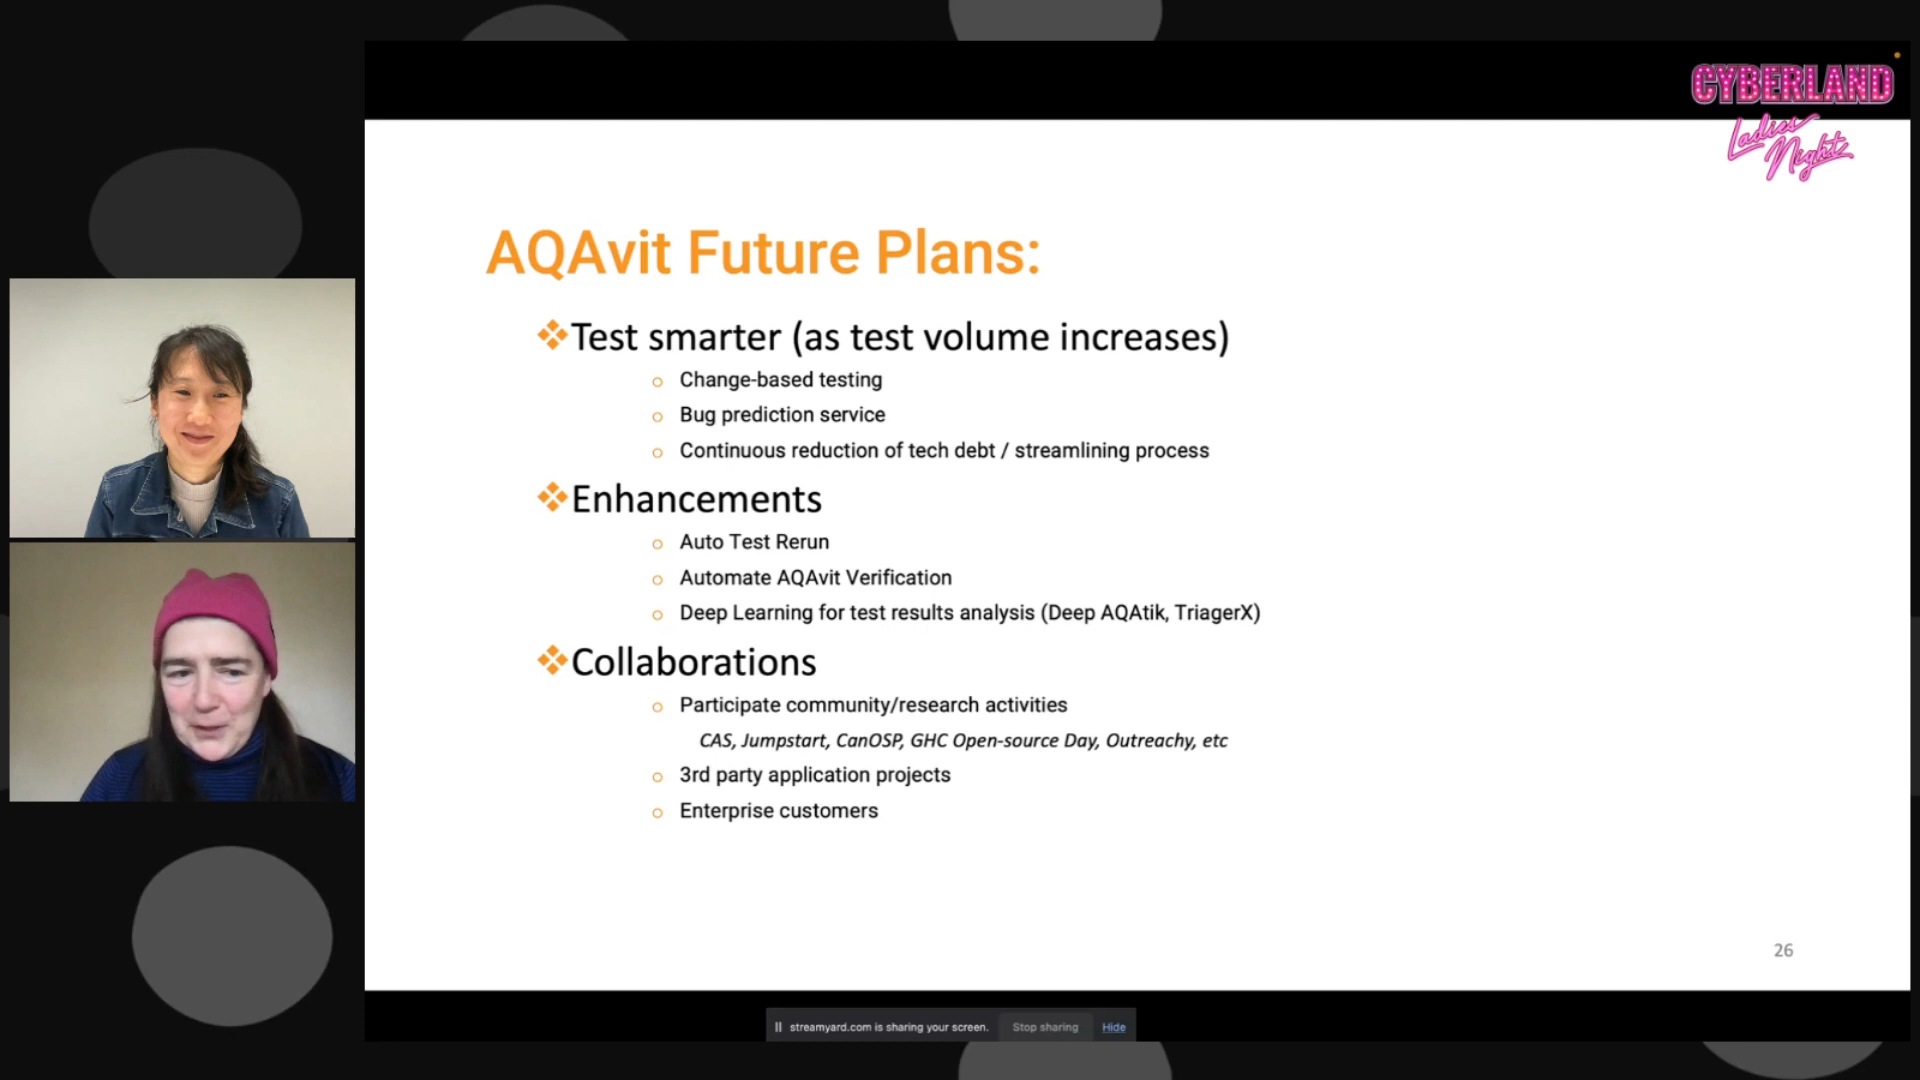 CYBERLAND
Ladies
Night
AQAvit Future Plans:
Test smarter (as test volume increases)
Change-based testing
Bug prediction service
Continuous reduction of tech debt / streamlining process
Enhancements
Auto Test Rerun
Automate AQAvit Verification
Deep Learning for test results analysis (Deep AQAtik, TriagerX)
Collaborations
Participate community/research activities
CAS, Jumpstart, CanOSP, GHC Open-source Day, Outreachy, etc
3rd party application projects
Enterprise customers
26
streamyard.com is sharing your screen. Stop sharing Hide